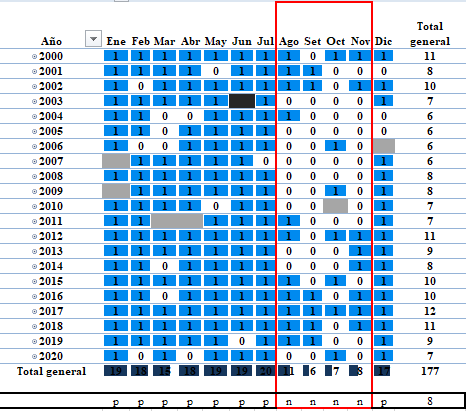 Total
Año Ene Feb Mar Abr May Jun Jul Ago Set Oct Nov Dic general
2000 1 1 1 1 1 1 1 1 0 1 1 1 11
2001 1 1 1 1 0 1 1 1 1 0 0 0 8
2002 1 0 1 1 1 1 1 1 1 0 1 1 10
2003 1 1 1 1 1 1 0 0 0 0 1 7
2004 1 1 0 0 1 1 1 1 0 0 0 0 6
2005 1 1 0 1 1 1 1 0 0 0 0 0 6
2006 1 0 0 1 1 1 1 0 0 1 0 6
2007 1 1 1 1 1 0 0 0 0 0 1 6
2008 1 1 1 1 1 1 1 0 0 0 0 1 8
2009 1 1 1 1 1 1 0 0 1 0 1 8
2010 1 1 1 1 0 1 1 0 0 0 1 7
2011 1 1 1 1 1 1 0 0 0 1 7
2012 1 1 1 1 1 1 1 1 0 1 1 1 11
2013 1 1 1 1 1 1 1 0 0 0 1 1 9
2014 1 1 0 1 1 1 1 0 0 0 1 1 8
2015 1 1 1 1 1 1 1 1 0 1 0 1 10
2016 1 1 0 1 1 1 1 1 1 0 1 1 10
2017 1 1 1 1 1 1 1 1 1 1 1 1 12
2018 1 1 1 1 1 1 1 1 1 0 1 1 11
2019 1 1 1 1 1 0 1 1 1 0 0 1 9
2020 1 0 1 0 1 1 1 0 0 1 0 1 7
Total general 19 18 15 18 19 19 20 11 6 7 8 17 177
p p p p p p p n n n n p 8